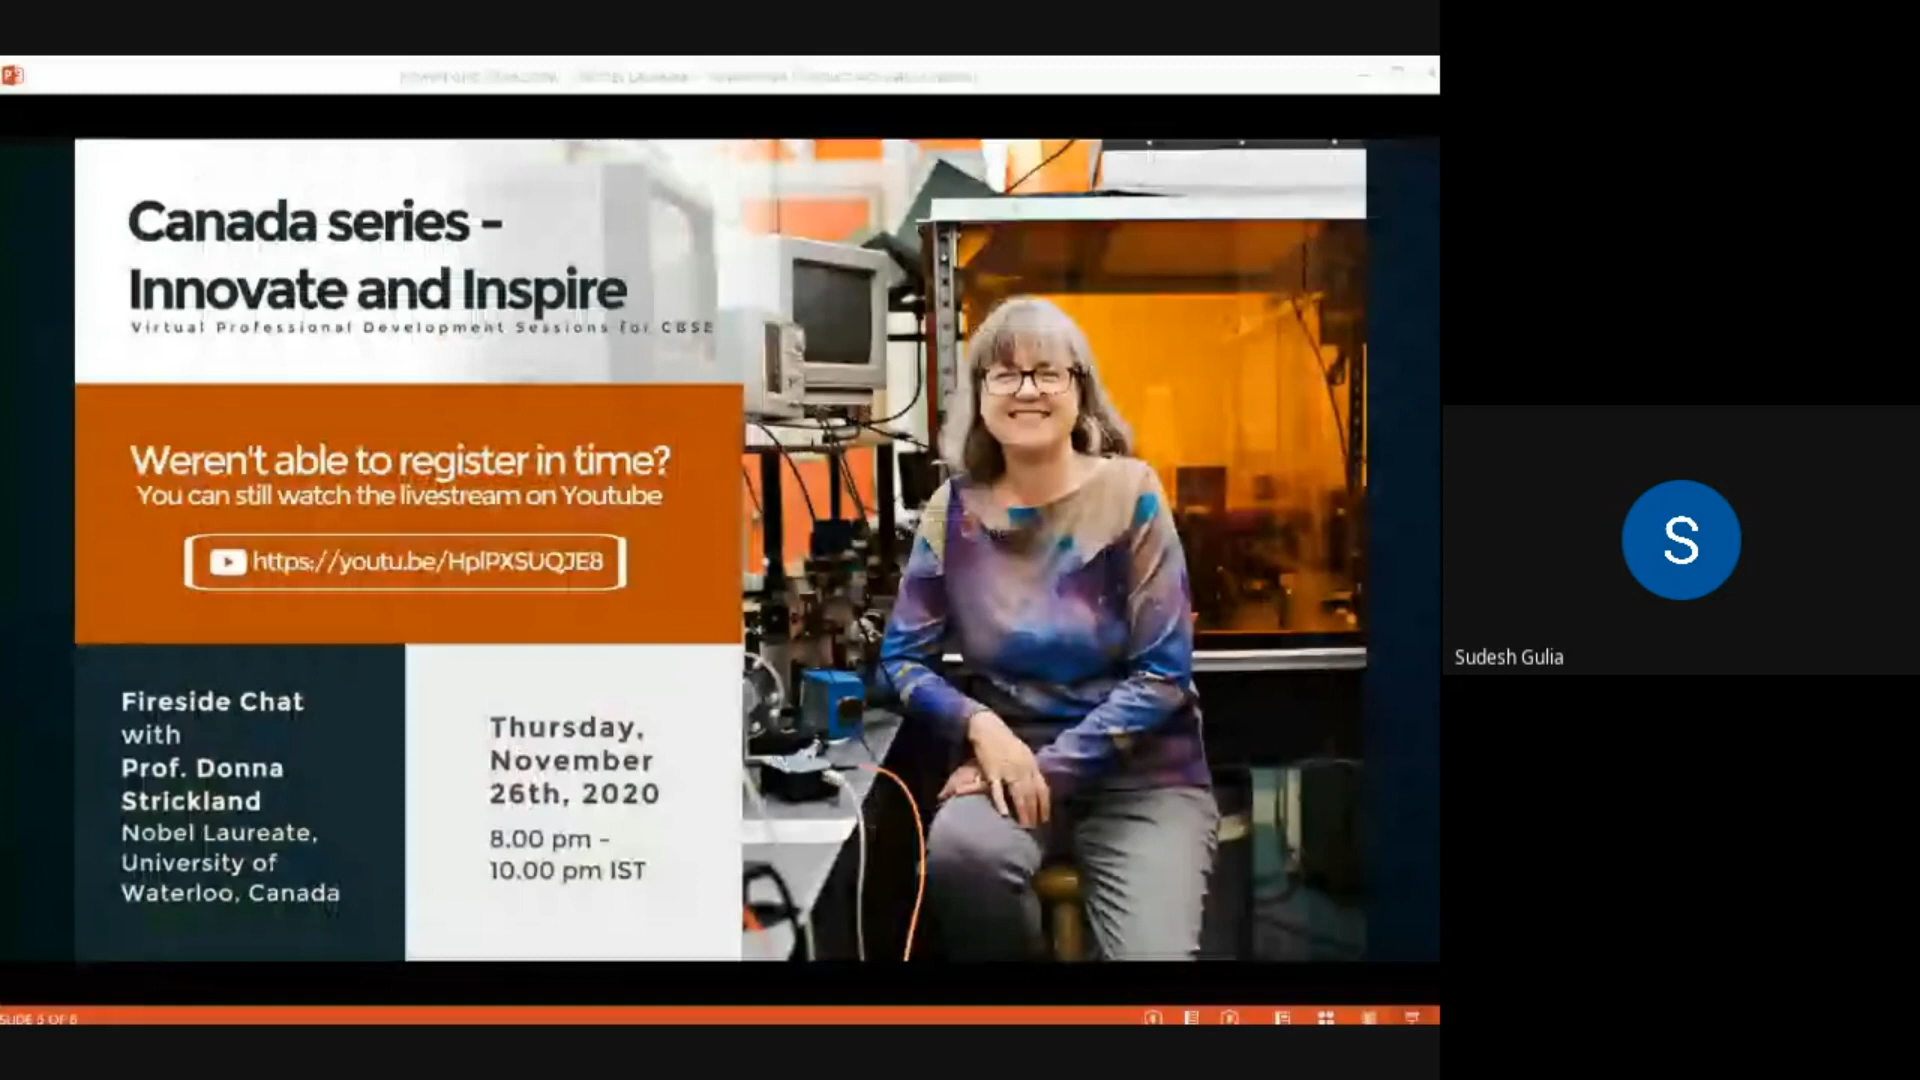 Canada series -
Innovate and Inspire
Virtual Professional Development Sessions for CBSE
Weren't able to register in time?
You can still watch the livestream on Youtube
https://youtu.be/HplPXSUQJE8
Fireside Chat
with
Prof. Donna
Strickland
Nobel Laureate,
University of
Waterloo, Canada
Thursday,
November
26th, 2020
8.00 pm -
10.00 pm IST
S
Sudesh Gulia